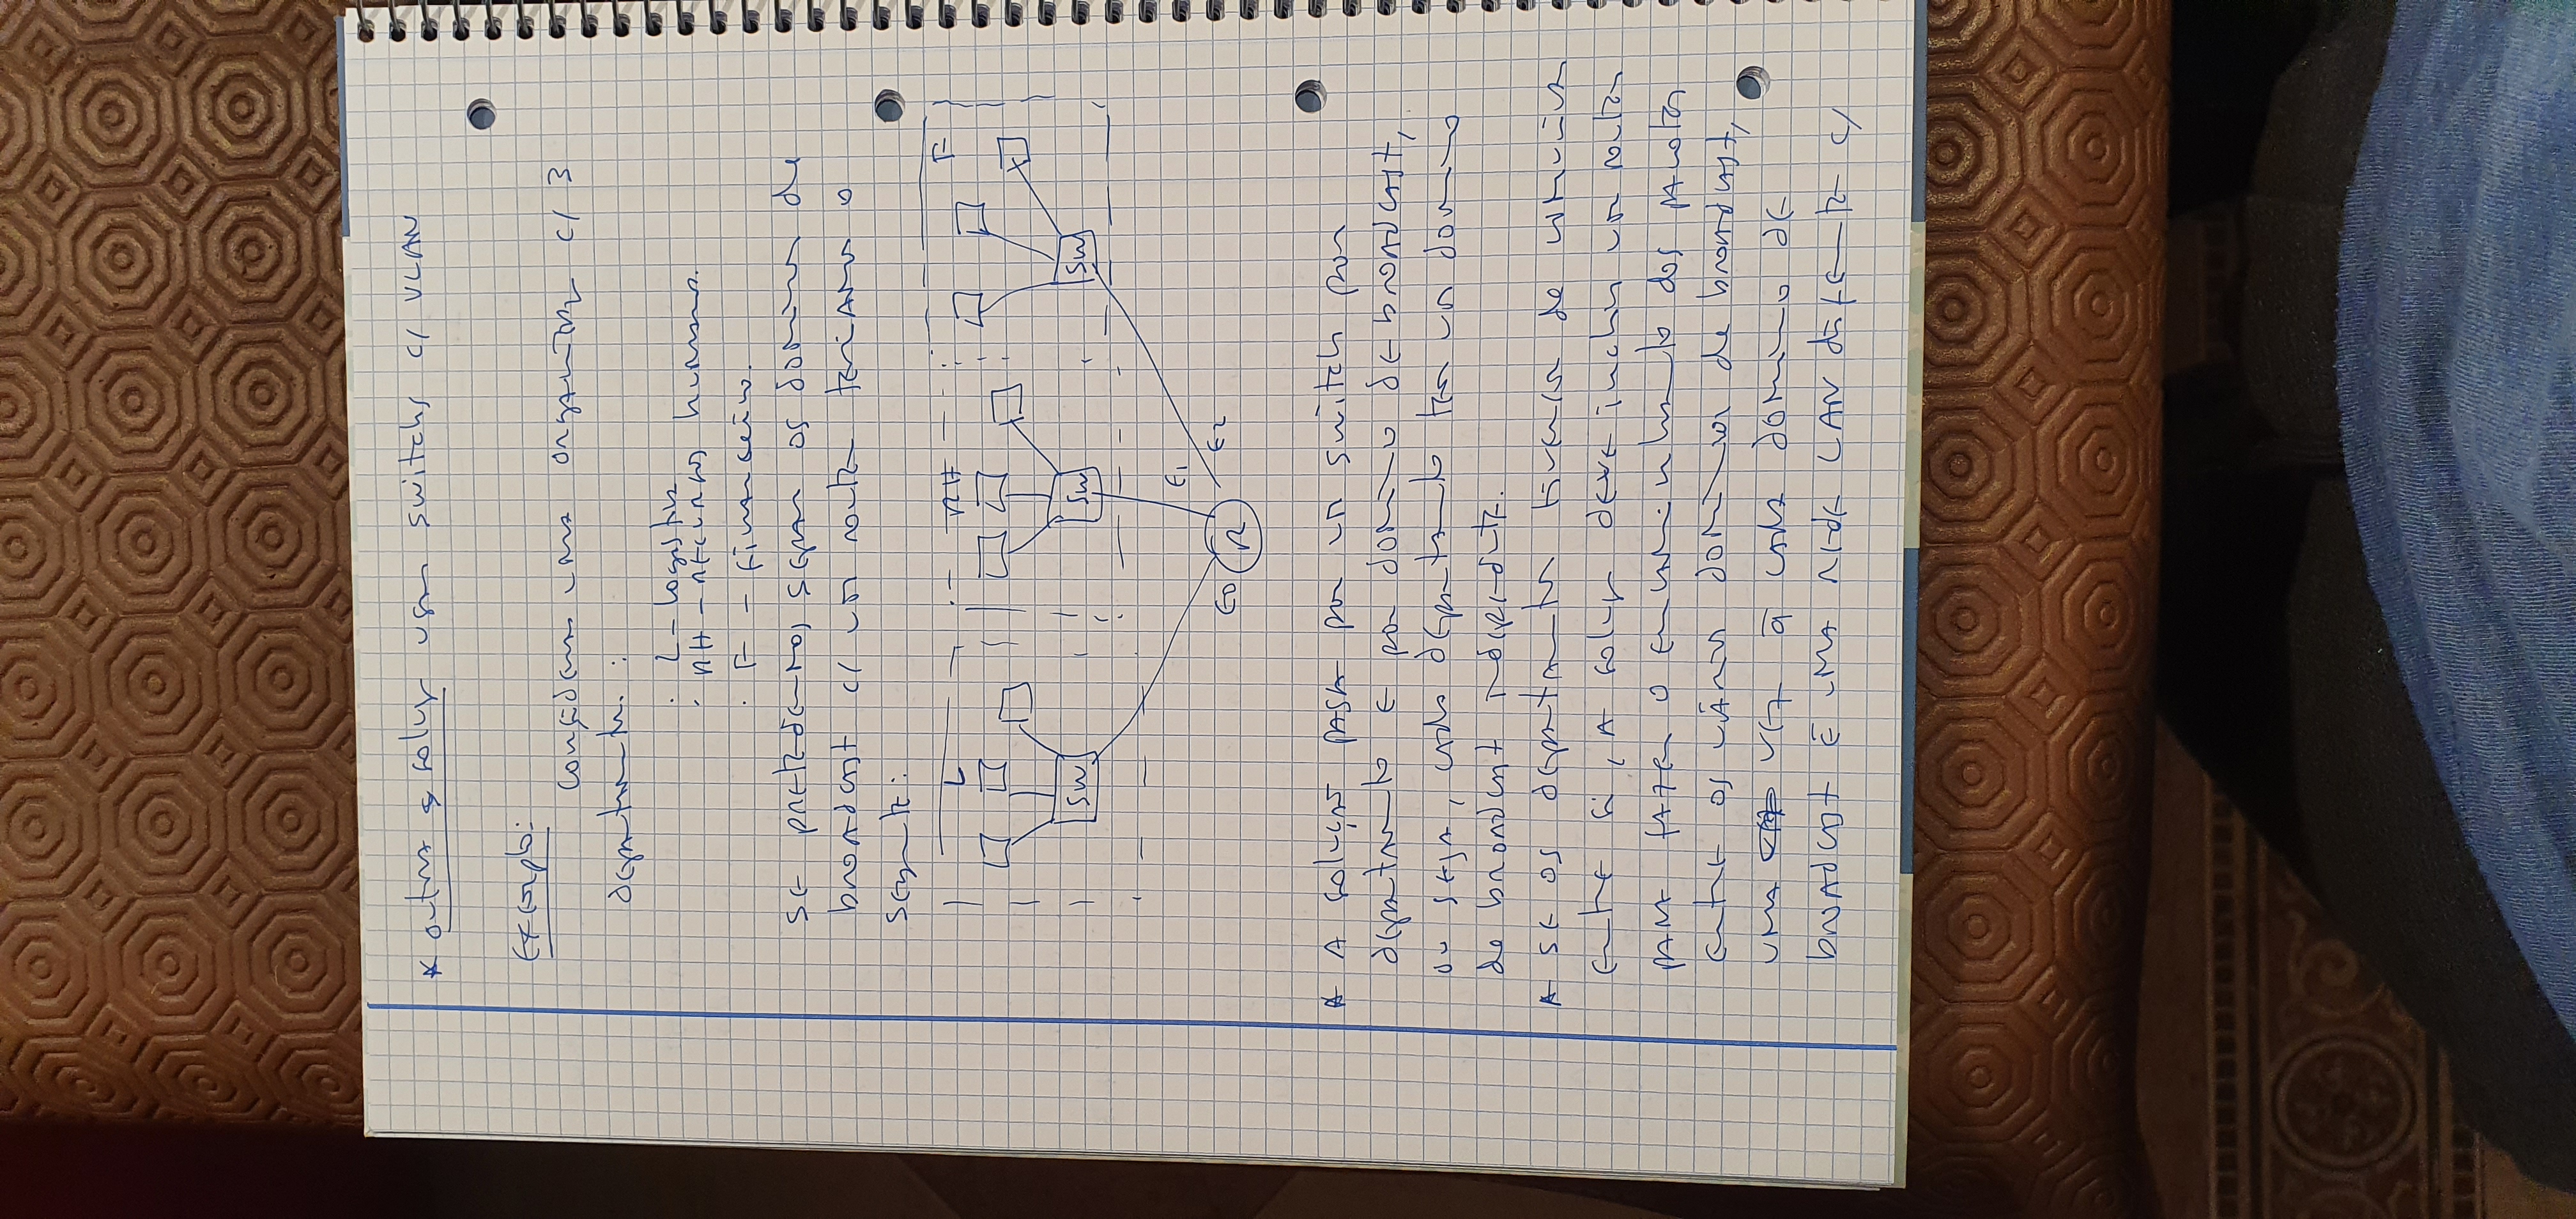 * outra solução usar switchs c/ VLAN
Exemplo:
Considere uma organização c/ 3
departamentos:
· L - logística
· RH - recursos humanos.
· F - financeiro.
Se pretendermos separar os domínios de
broadcast c/ um router teríamos o
seguinte:
L RH F
SW SW SW
E1
E0 R E2
* A solução passa por um switch por
departamento e por domínio de broadcast,
ou seja, cada departamento tem um domínio
de broadcast independente.
* Se os departamentos tiverem de comunicar
entre si, a solução deve incluir um router
para fazer o encaminhamento dos pacotes
entre os vários domínios de broadcast,
uma vez q cada domínio de
broadcast é uma rede LAN diferente c/